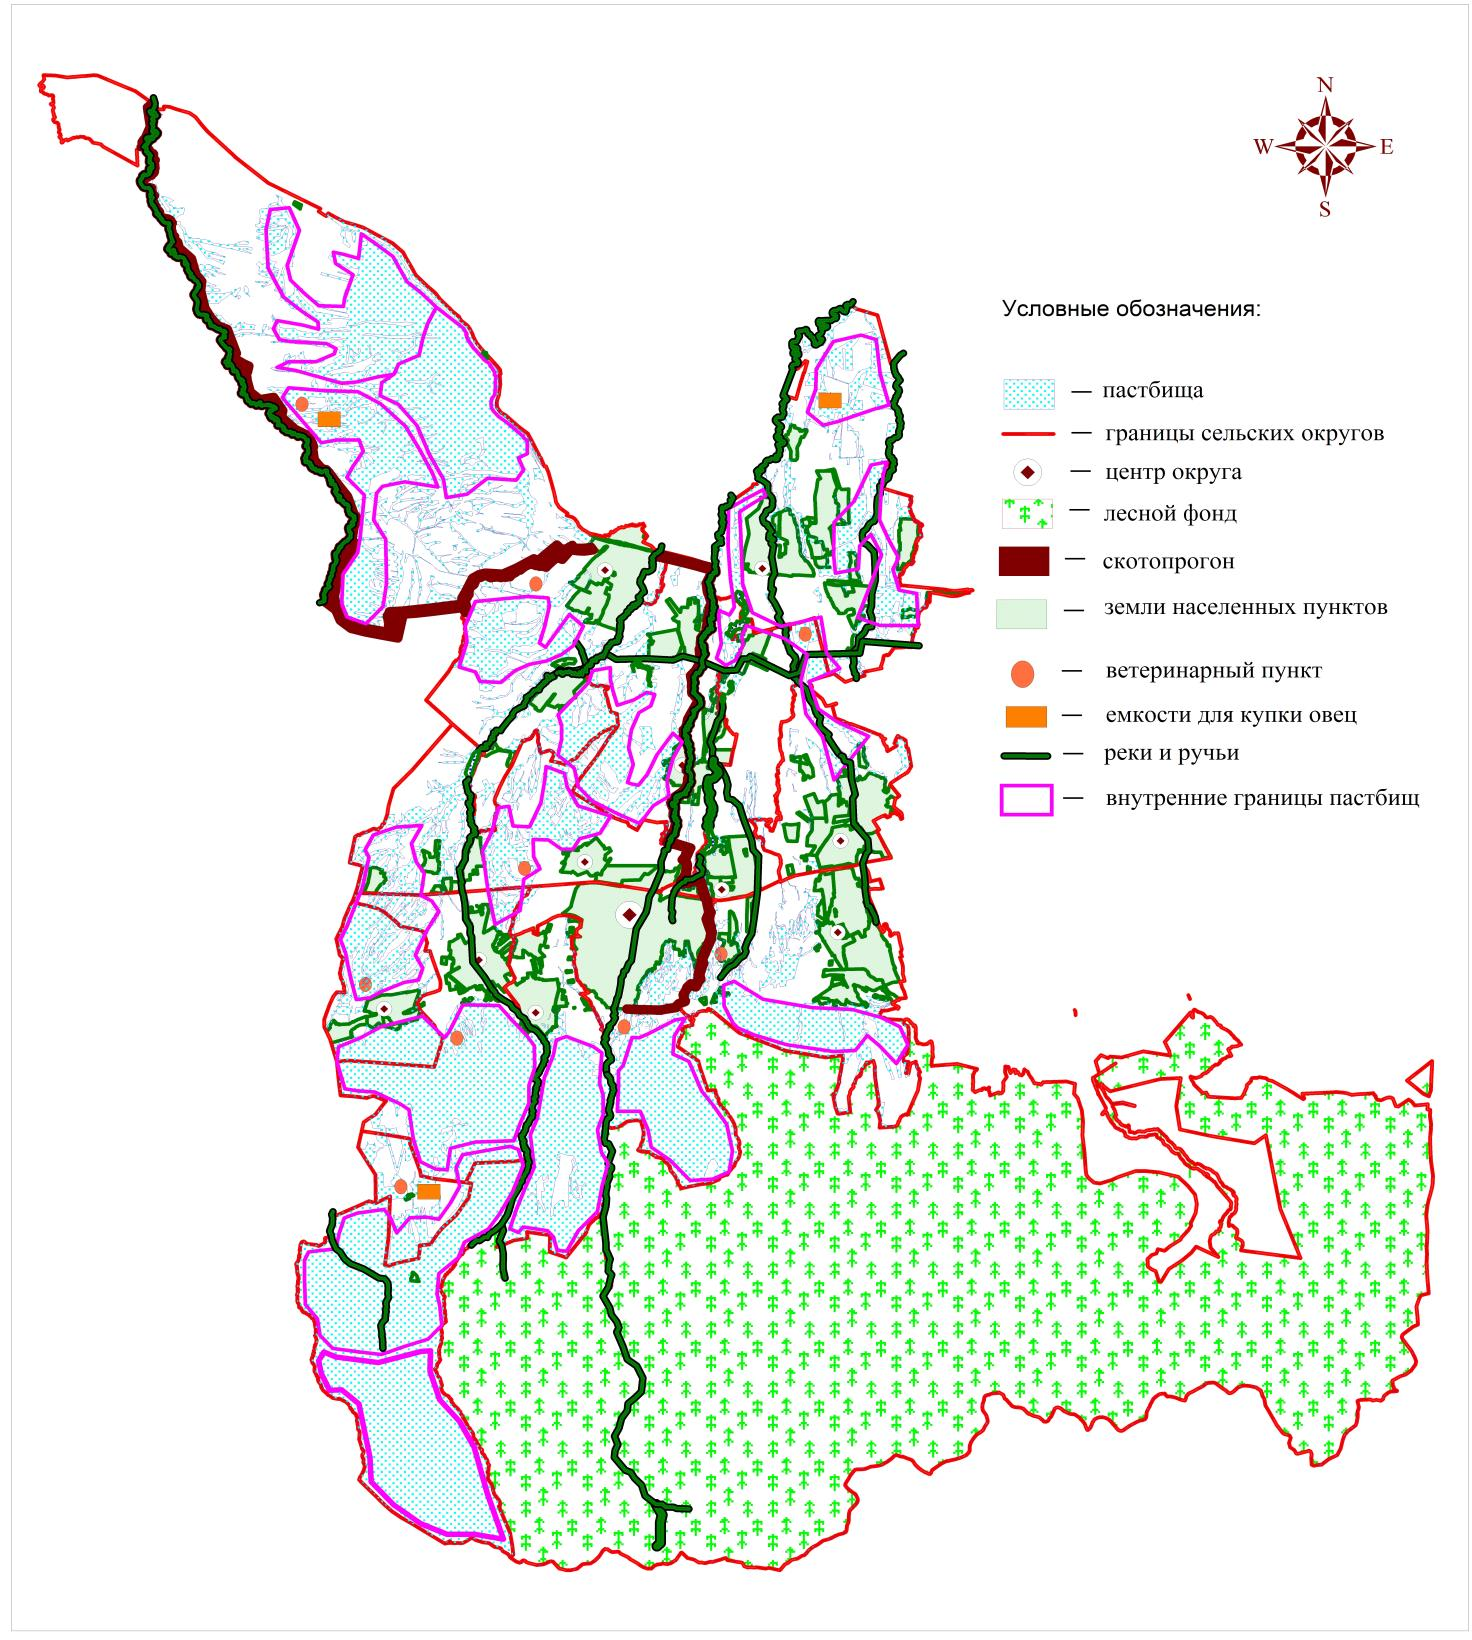 N
W E
S
Условные обозначения:
— пастбища
— границы сельских округов
— центр округа
— лесной фонд
— скотопрогон
— земли населенных пунктов
— ветеринарный пункт
— емкости для купки овец
— реки и ручьи
— внутренние границы пастбищ